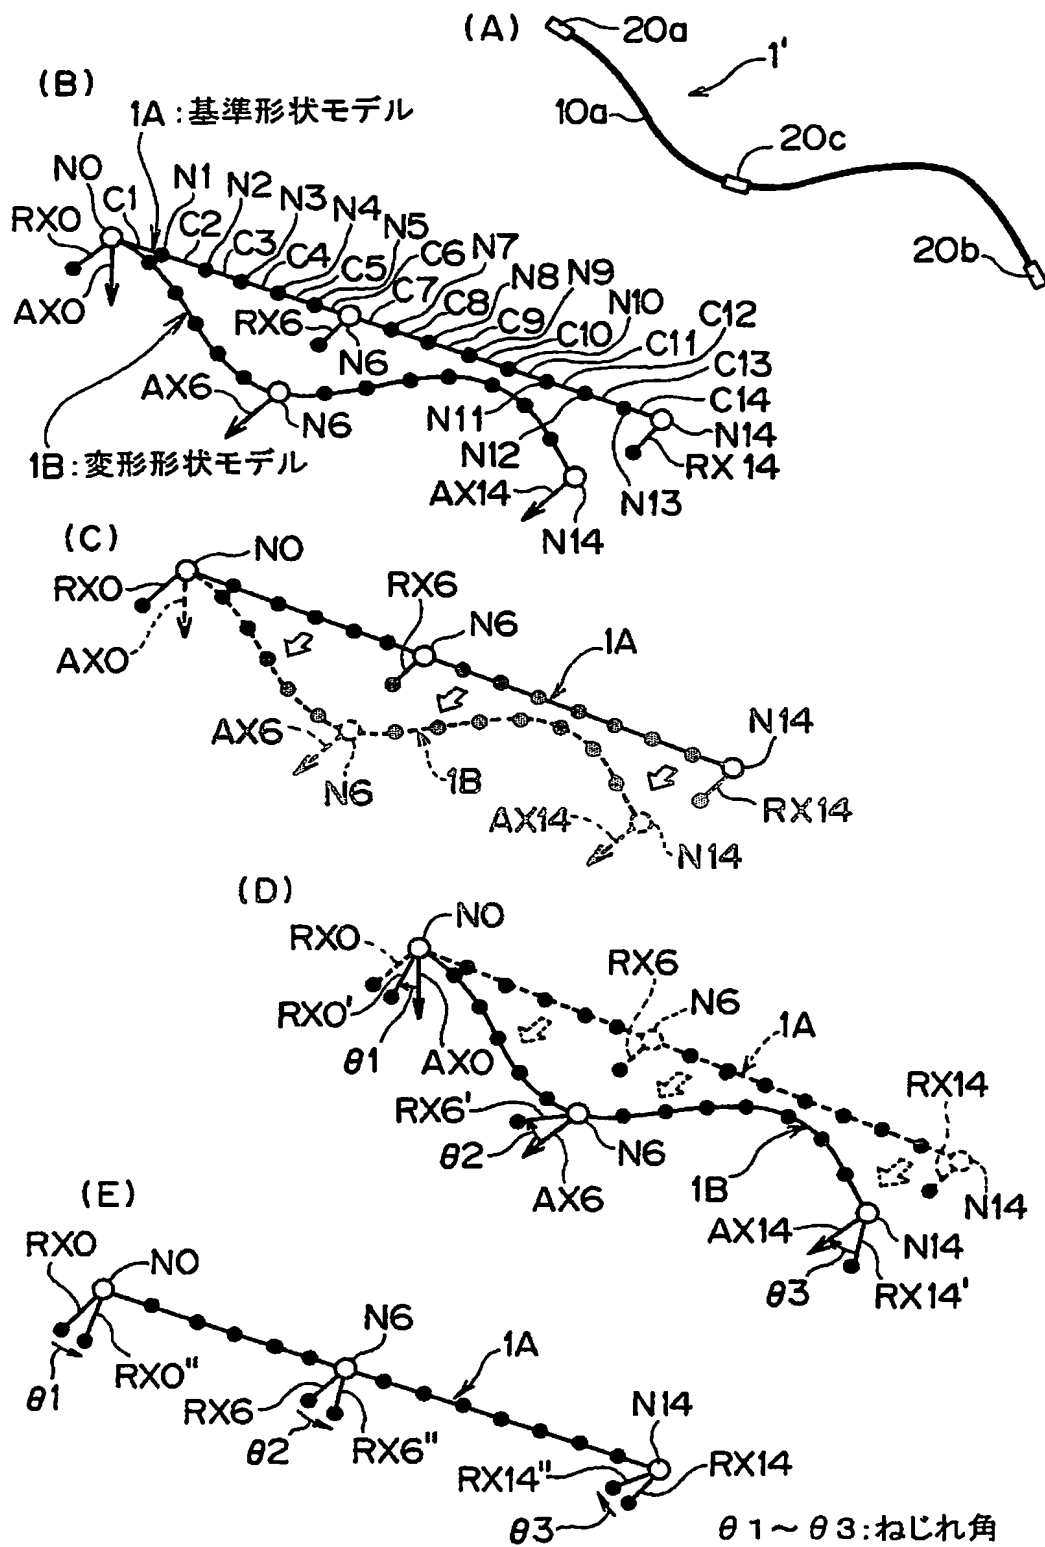 (A)
20a
1'
10a
20c
20b
(B)
1A:基準形状モデル
N0
C1
N1
C2
N2
C3
N3
C4
N4
C5
N5
C6
C7
N7
C8
N8
C9
N9
C10
N10
C11
C12
C13
C14
RX0
AX0
RX6
N6
AX6
N6
N11
N12
N14
RX14
AX14
N13
N14
1B:変形形状モデル
(C)
N0
RX0
RX6
N6
1A
AX0
N14
AX6
N6
1B
RX14
AX14
N14
(D)
N0
RX0
RX6
N6
RX0'
1A
θ1
AX0
RX14
RX6'
θ2
N6
AX6
1B
N14
AX14
N14
θ3
RX14'
(E)
RX0
N0
N6
1A
θ1
RX0"
RX6
θ2
RX6"
N14
RX14"
RX14
θ3
θ1~θ3:ねじれ角